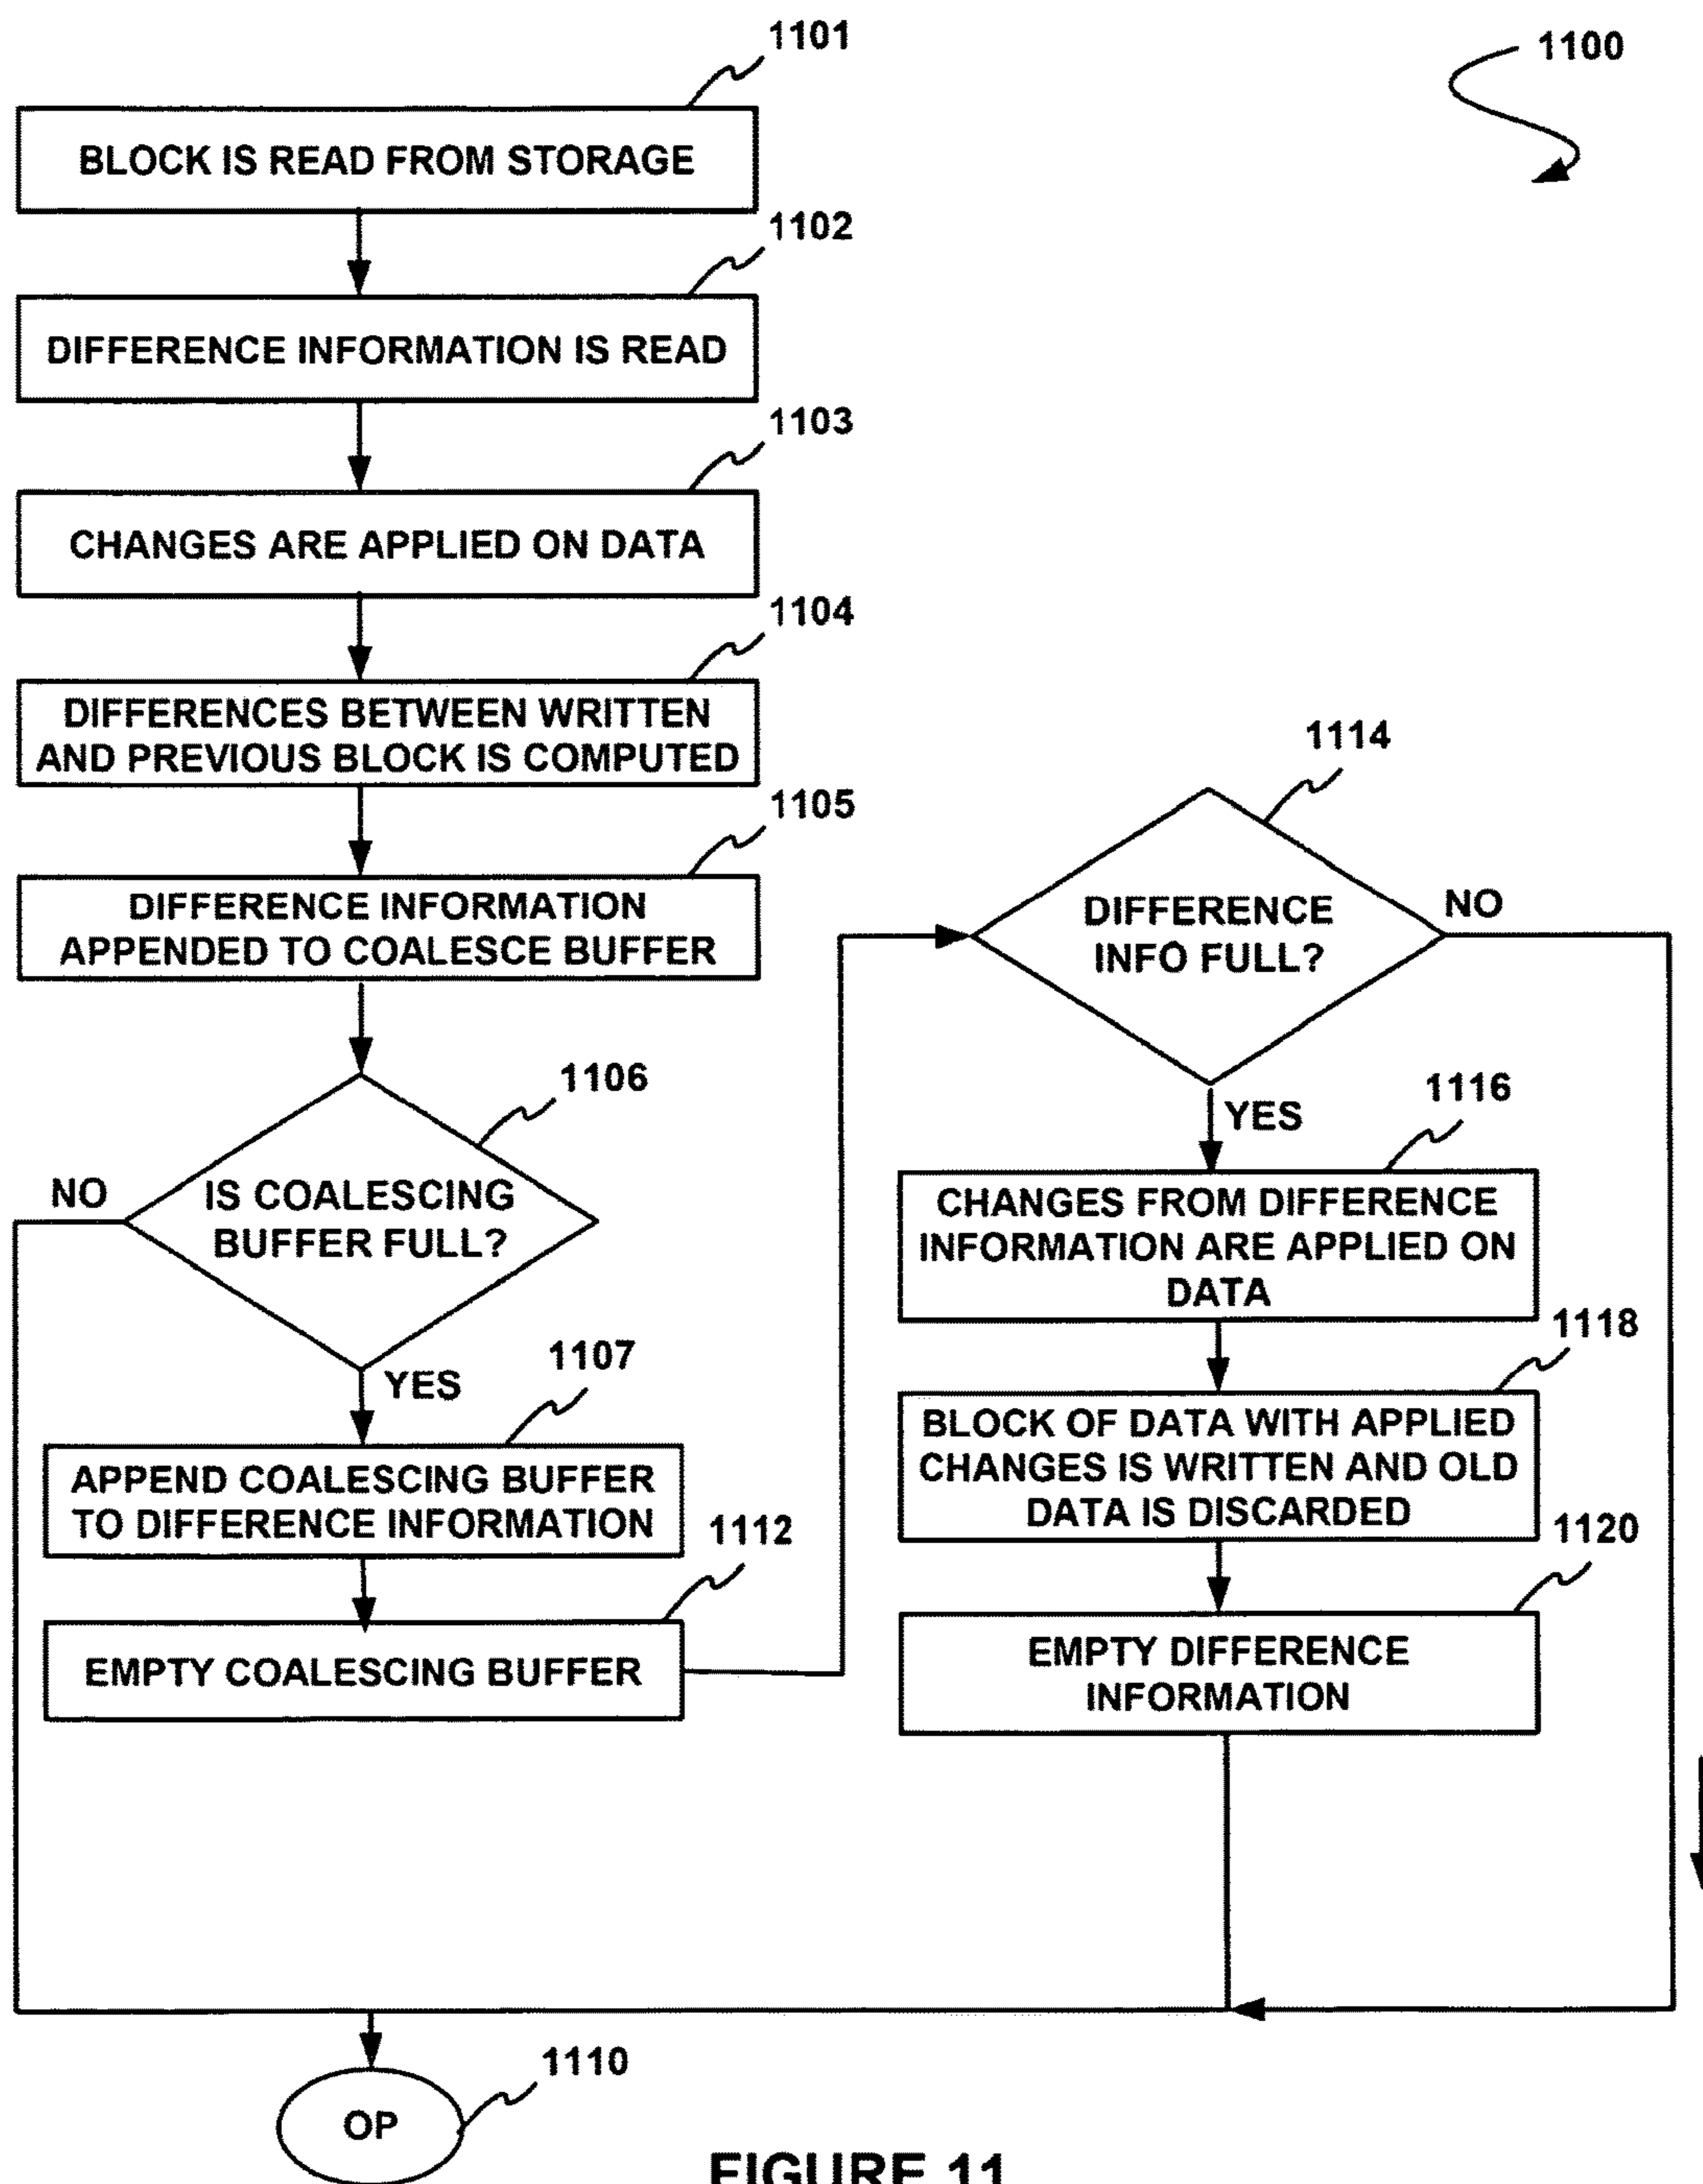 1100
1101
BLOCK IS READ FROM STORAGE
1102
DIFFERENCE INFORMATION IS READ
1103
CHANGES ARE APPLIED ON DATA
1104
DIFFERENCES BETWEEN WRITTEN
AND PREVIOUS BLOCK IS COMPUTED
1105
DIFFERENCE INFORMATION
APPENDED TO COALESCE BUFFER
1106
IS COALESCING
BUFFER FULL?
NO
YES
1107
APPEND COALESCING BUFFER
TO DIFFERENCE INFORMATION
1112
EMPTY COALESCING BUFFER
1114
DIFFERENCE
INFO FULL?
NO
YES
1116
CHANGES FROM DIFFERENCE
INFORMATION ARE APPLIED ON
DATA
1118
BLOCK OF DATA WITH APPLIED
CHANGES IS WRITTEN AND OLD
DATA IS DISCARDED
1120
EMPTY DIFFERENCE
INFORMATION
1110
OP
FIGURE 11